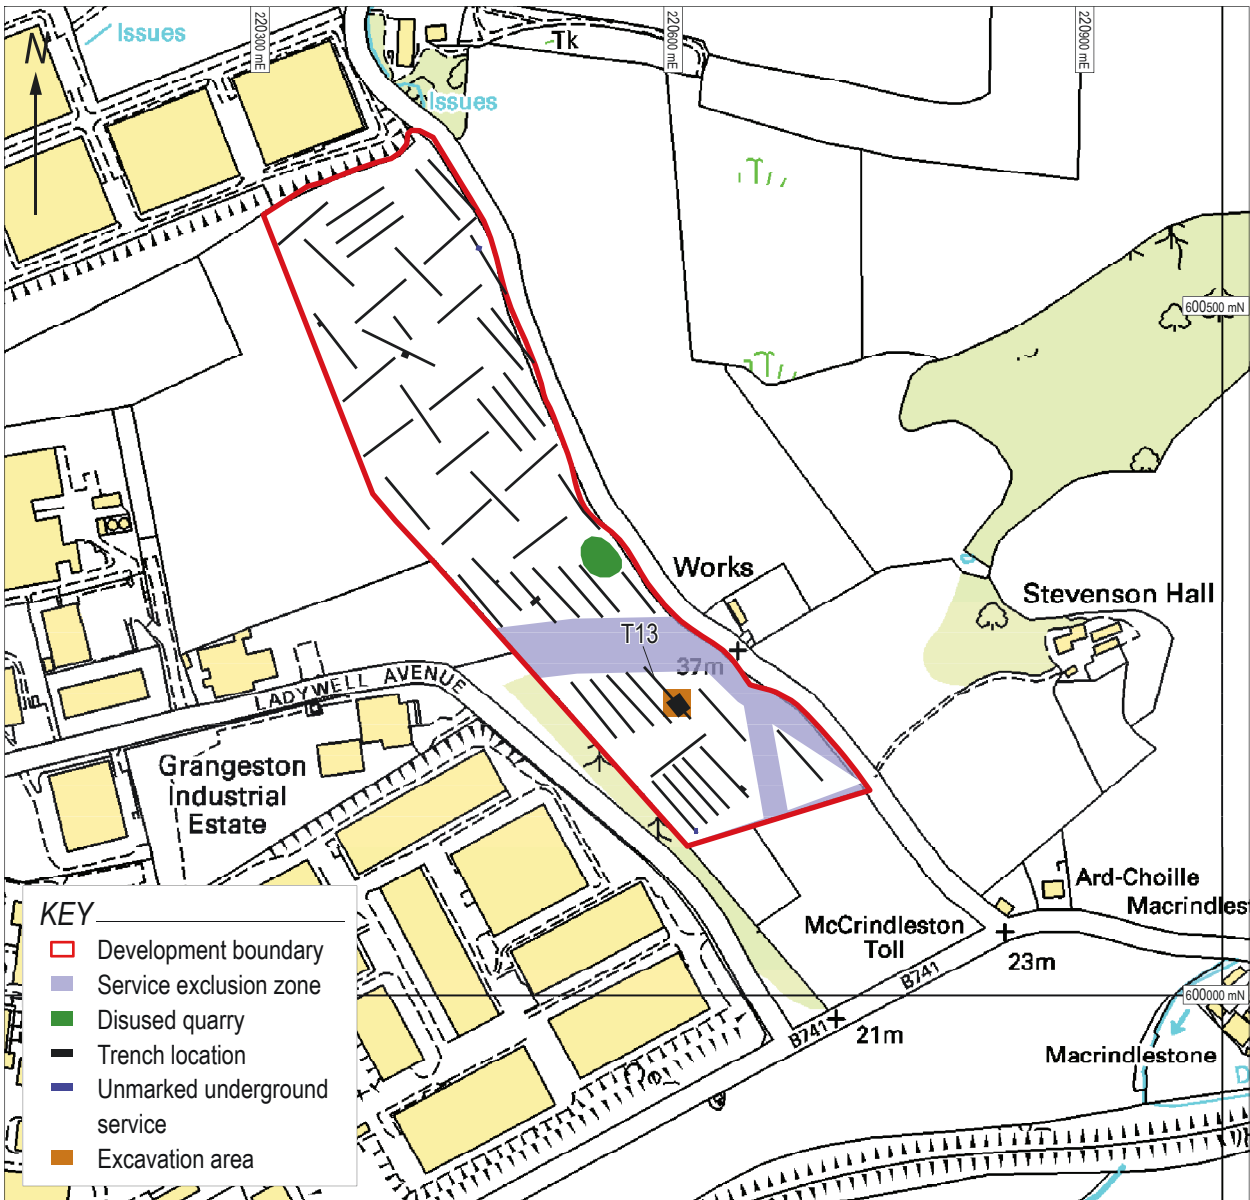 Issues
N
220300 mE
220600 mE
220900 mE
Tk
Issues
600500 mN
Works
Stevenson Hall
T13
37m
LADYWELL AVENUE
Grangeston
Industrial
Estate
Ard-Choille
Macrindles
McCrindleston
Toll
B741
23m
600000 mN
B741
21m
Macrindlestone
D
KEY
Development boundary
Service exclusion zone
Disused quarry
Trench location
Unmarked underground
service
Excavation area